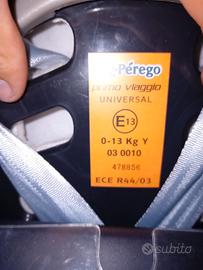 -Pérego
primo viaggio
UNIVERSAL
E13
0-13 Kg Y
03 0010
478856
ECE R44/03
subito